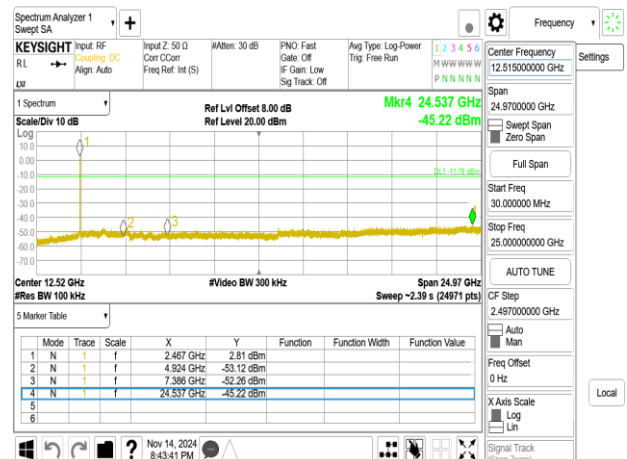 Spectrum Analyzer 1
Swept SA
Frequency
KEYSIGHT
RL
LXI
Input: RF
Coupling: DC
Align: Auto
Input Z: 50 Ω
Corr CCorr
Freq Ref: Int (S)
#Atten: 30 dB
PNO: Fast
Gate: Off
IF Gain: Low
Sig Track: Off
Avg Type: Log-Power
Trig: Free Run
1 2 3 4 5 6
M W W W W W
P N N N N N
Center Frequency
12.515000000 GHz
Settings
Span
24.9700000 GHz
Swept Span
Zero Span
Full Span
Start Freq
30.000000 MHz
Stop Freq
25.000000000 GHz
AUTO TUNE
CF Step
2.497000000 GHz
Auto
Man
Freq Offset
0 Hz
X Axis Scale
Log
Lin
Signal Track
(Span Zoom)
Local
1 Spectrum
Scale/Div 10 dB
Ref Lvl Offset 8.00 dB
Ref Level 20.00 dBm
Mkr4 24.537 GHz
-45.22 dBm
Log
10.0
0.00
-10.0
-20.0
-30.0
-40.0
-50.0
-60.0
-70.0
1
2
3
DL1 -11.78 dBm
Center 12.52 GHz
#Video BW 300 kHz
Span 24.97 GHz
#Res BW 100 kHz
Sweep ~2.39 s (24971 pts)
5 Marker Table
Mode Trace Scale X Y Function Function Width Function Value
1 N 1 f 2.467 GHz 2.81 dBm
2 N 1 f 4.924 GHz -53.12 dBm
3 N 1 f 7.386 GHz -52.26 dBm
4 N 1 f 24.537 GHz -45.22 dBm
5
6
?
Nov 14, 2024
8:43:41 PM